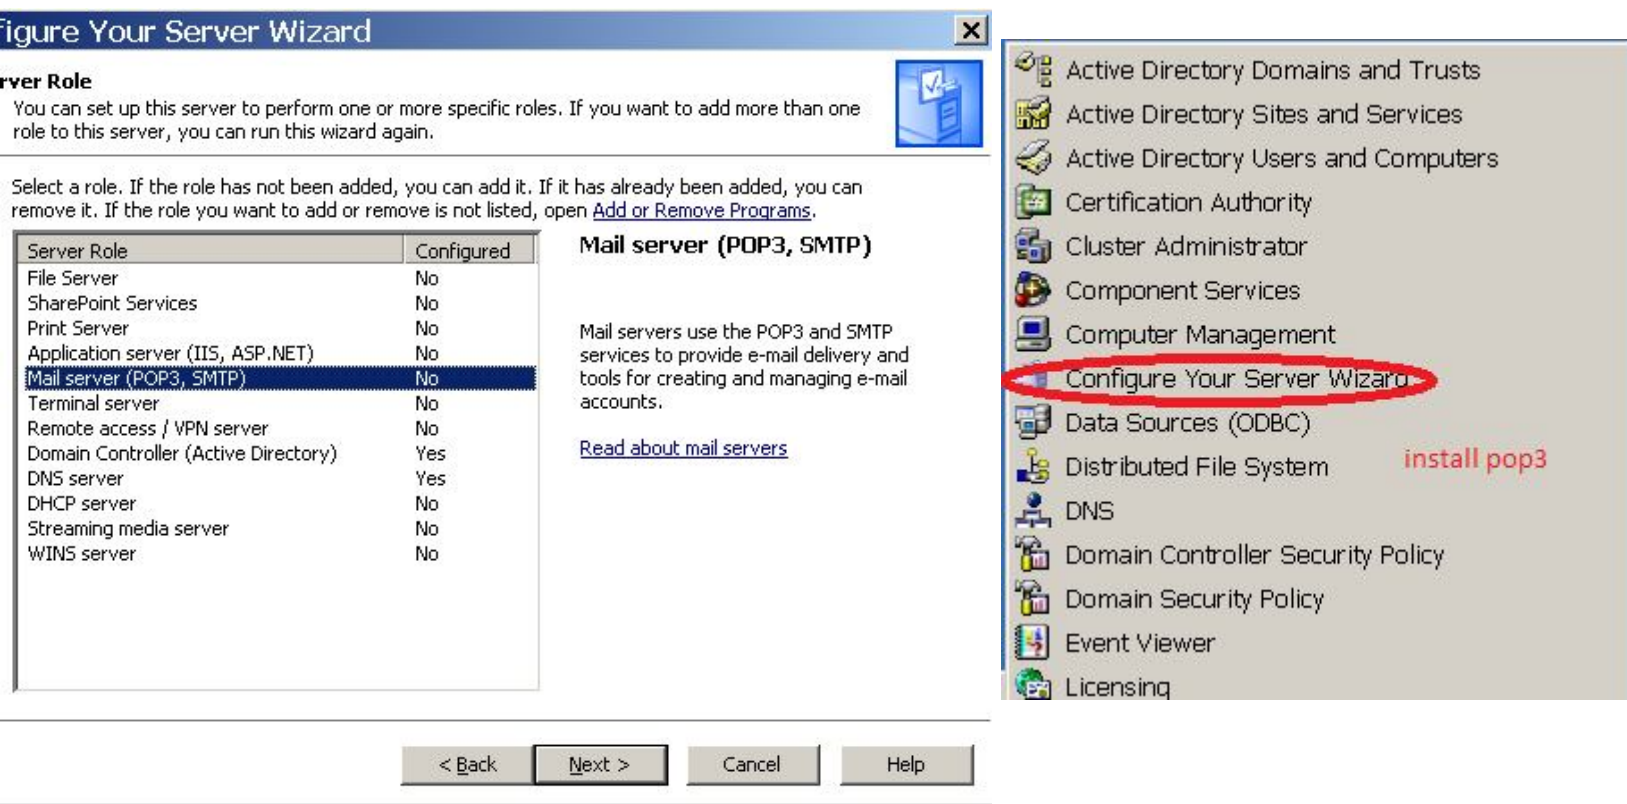 figure Your Server Wizard
rver Role
You can set up this server to perform one or more specific roles. If you want to add more than one
role to this server, you can run this wizard again.
Select a role. If the role has not been added, you can add it. If it has already been added, you can
remove it. If the role you want to add or remove is not listed, open Add or Remove Programs.
Server Role Configured
File Server No
SharePoint Services No
Print Server No
Application server (IIS, ASP.NET) No
Mail server (POP3, SMTP) No
Terminal server No
Remote access / VPN server No
Domain Controller (Active Directory) Yes
DNS server Yes
DHCP server No
Streaming media server No
WINS server No
Mail server (POP3, SMTP)
Mail servers use the POP3 and SMTP
services to provide e-mail delivery and
tools for creating and managing e-mail
accounts.
Read about mail servers
< Back Next > Cancel Help
Active Directory Domains and Trusts
Active Directory Sites and Services
Active Directory Users and Computers
Certification Authority
Cluster Administrator
Component Services
Computer Management
Configure Your Server Wizard
Data Sources (ODBC)
install pop3
Distributed File System
DNS
Domain Controller Security Policy
Domain Security Policy
Event Viewer
Licensing